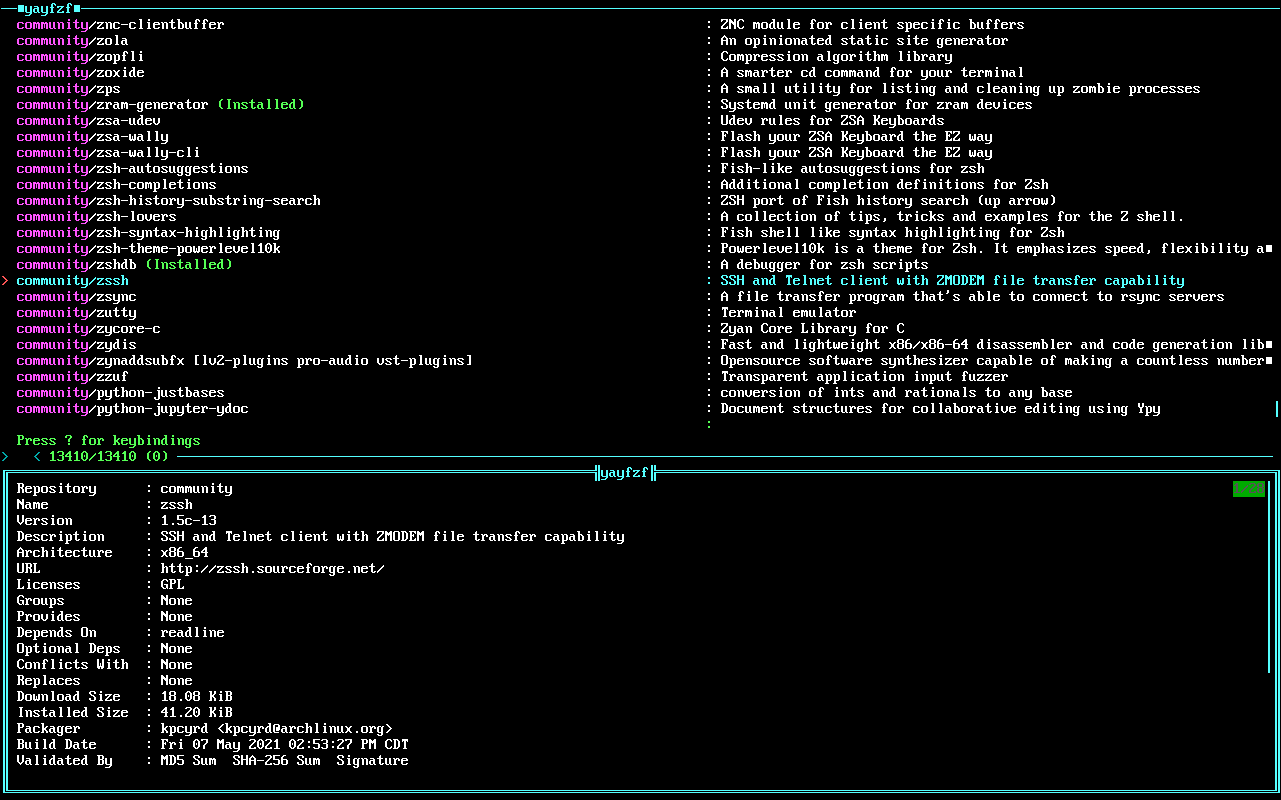 yayfzf
community/znc-clientbuffer : ZNC module for client specific buffers
community/zola : An opinionated static site generator
community/zopfli : Compression algorithm library
community/zoxide : A smarter cd command for your terminal
community/zps : A small utility for listing and cleaning up zombie processes
community/zram-generator (Installed) : Systemd unit generator for zram devices
community/zsa-udev : Udev rules for ZSA Keyboards
community/zsa-wally : Flash your ZSA Keyboard the EZ way
community/zsa-wally-cli : Flash your ZSA Keyboard the EZ way
community/zsh-autosuggestions : Fish-like autosuggestions for zsh
community/zsh-completions : Additional completion definitions for Zsh
community/zsh-history-substring-search : ZSH port of Fish history search (up arrow)
community/zsh-lovers : A collection of tips, tricks and examples for the Z shell.
community/zsh-syntax-highlighting : Fish shell like syntax highlighting for Zsh
community/zsh-theme-powerlevel10k : Powerlevel10k is a theme for Zsh. It emphasizes speed, flexibility a
community/zshdb (Installed) : A debugger for zsh scripts
> community/zssh : SSH and Telnet client with ZMODEM file transfer capability
community/zsync : A file transfer program that's able to connect to rsync servers
community/zutty : Terminal emulator
community/zycore-c : Zyan Core Library for C
community/zydis : Fast and lightweight x86/x86-64 disassembler and code generation lib
community/zynaddsubfx [lv2-plugins pro-audio vst-plugins] : Opensource software synthesizer capable of making a countless number
community/zzuf : Transparent application input fuzzer
community/python-justbases : conversion of ints and rationals to any base
community/python-jupyter-ydoc : Document structures for collaborative editing using Ypy
:
Press ? for keybindings
> < 13410/13410 (0)
yayfzf
Repository : community
Name : zssh
Version : 1.5c-13
Description : SSH and Telnet client with ZMODEM file transfer capability
Architecture : x86_64
URL : http://zssh.sourceforge.net/
Licenses : GPL
Groups : None
Provides : None
Depends On : readline
Optional Deps : None
Conflicts With : None
Replaces : None
Download Size : 18.08 KiB
Installed Size : 41.20 KiB
Packager : kpcyrd <kpcyrd@archlinux.org>
Build Date : Fri 07 May 2021 02:53:27 PM CDT
Validated By : MD5 Sum SHA-256 Sum Signature